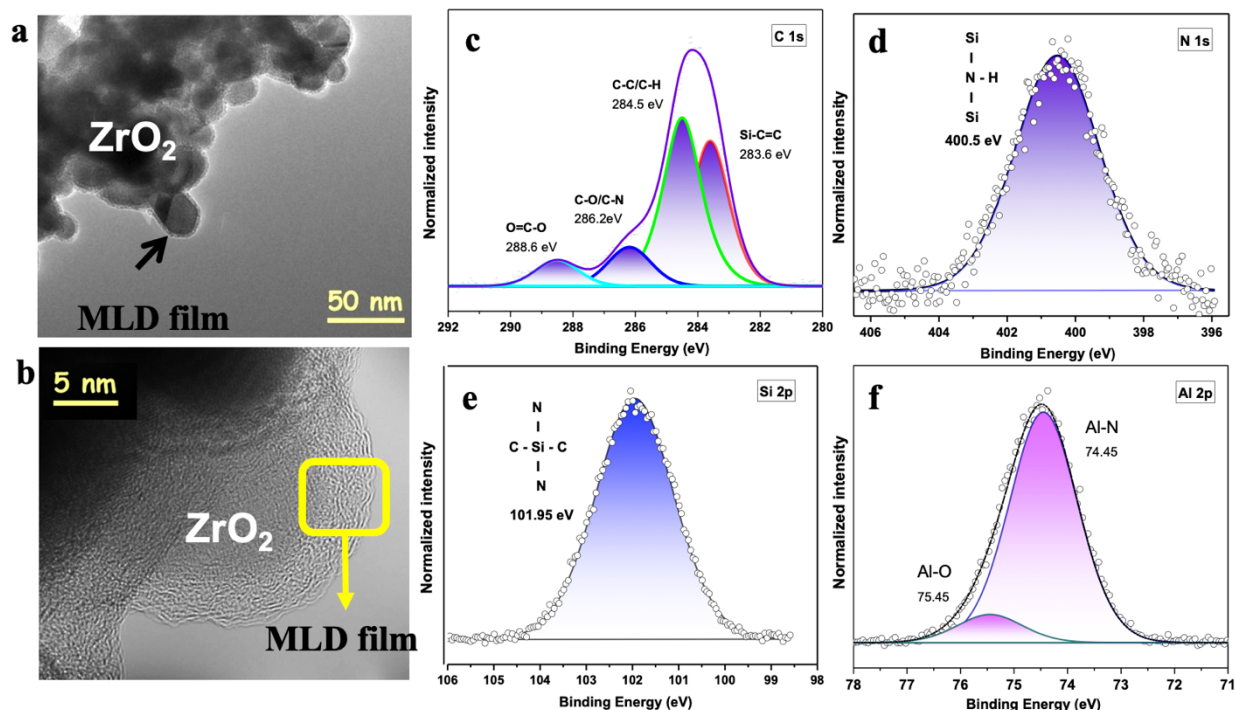 a
ZrO2
MLD film
50 nm
b
5 nm
ZrO2
MLD film
c
C 1s
C-C/C-H
284.5 eV
Si-C=C
283.6 eV
C-O/C-N
286.2eV
O=C-O
288.6 eV
Normalized intensity
292 290 288 286 284 282 280
Binding Energy (eV)
d
N 1s
Si
N - H
Si
400.5 eV
Normalized intensity
406 404 402 400 398 396
Binding Energy (eV)
e
Si 2p
N
C - Si - C
N
101.95 eV
Normalized intensity
106 105 104 103 102 101 100 99 98
Binding Energy (eV)
f
Al 2p
Al-N
74.45
Al-O
75.45
Normalized intensity
78 77 76 75 74 73 72 71
Binding Energy (eV)